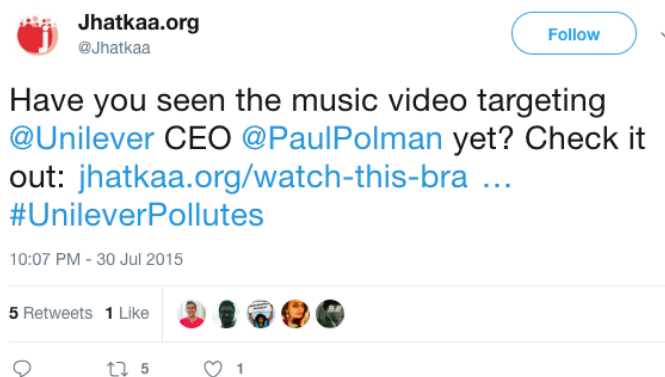 Jhatkaa.org
@Jhatkaa
Follow
Have you seen the music video targeting
@Unilever CEO @PaulPolman yet? Check it
out: jhatkaa.org/watch-this-bra …
#UnileverPollutes
10:07 PM - 30 Jul 2015
5 Retweets 1 Like
5 1